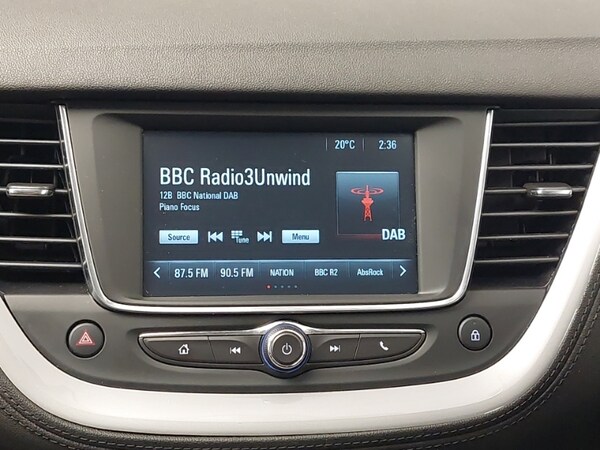 20°C 2:36
BBC Radio3Unwind
12B BBC National DAB
Piano Focus
Source Tune Menu
DAB
87.5 FM 90.5 FM NATION BBC R2 AbsRock